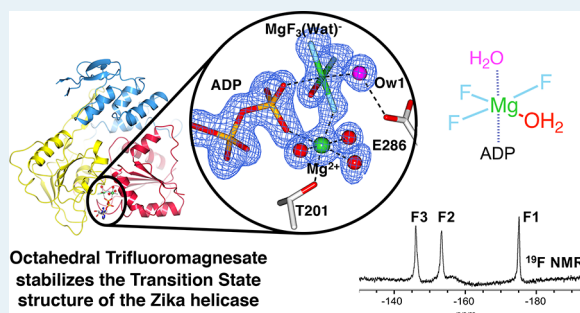 MgF3(Wat)-
ADP
Ow1
E286
Mg2+
T201
H2O
F
F
F
Mg
OH2
ADP
F3 F2 F1
19F NMR
-140 -160 -180
Octahedral Trifluoromagnesate
stabilizes the Transition State
structure of the Zika helicase